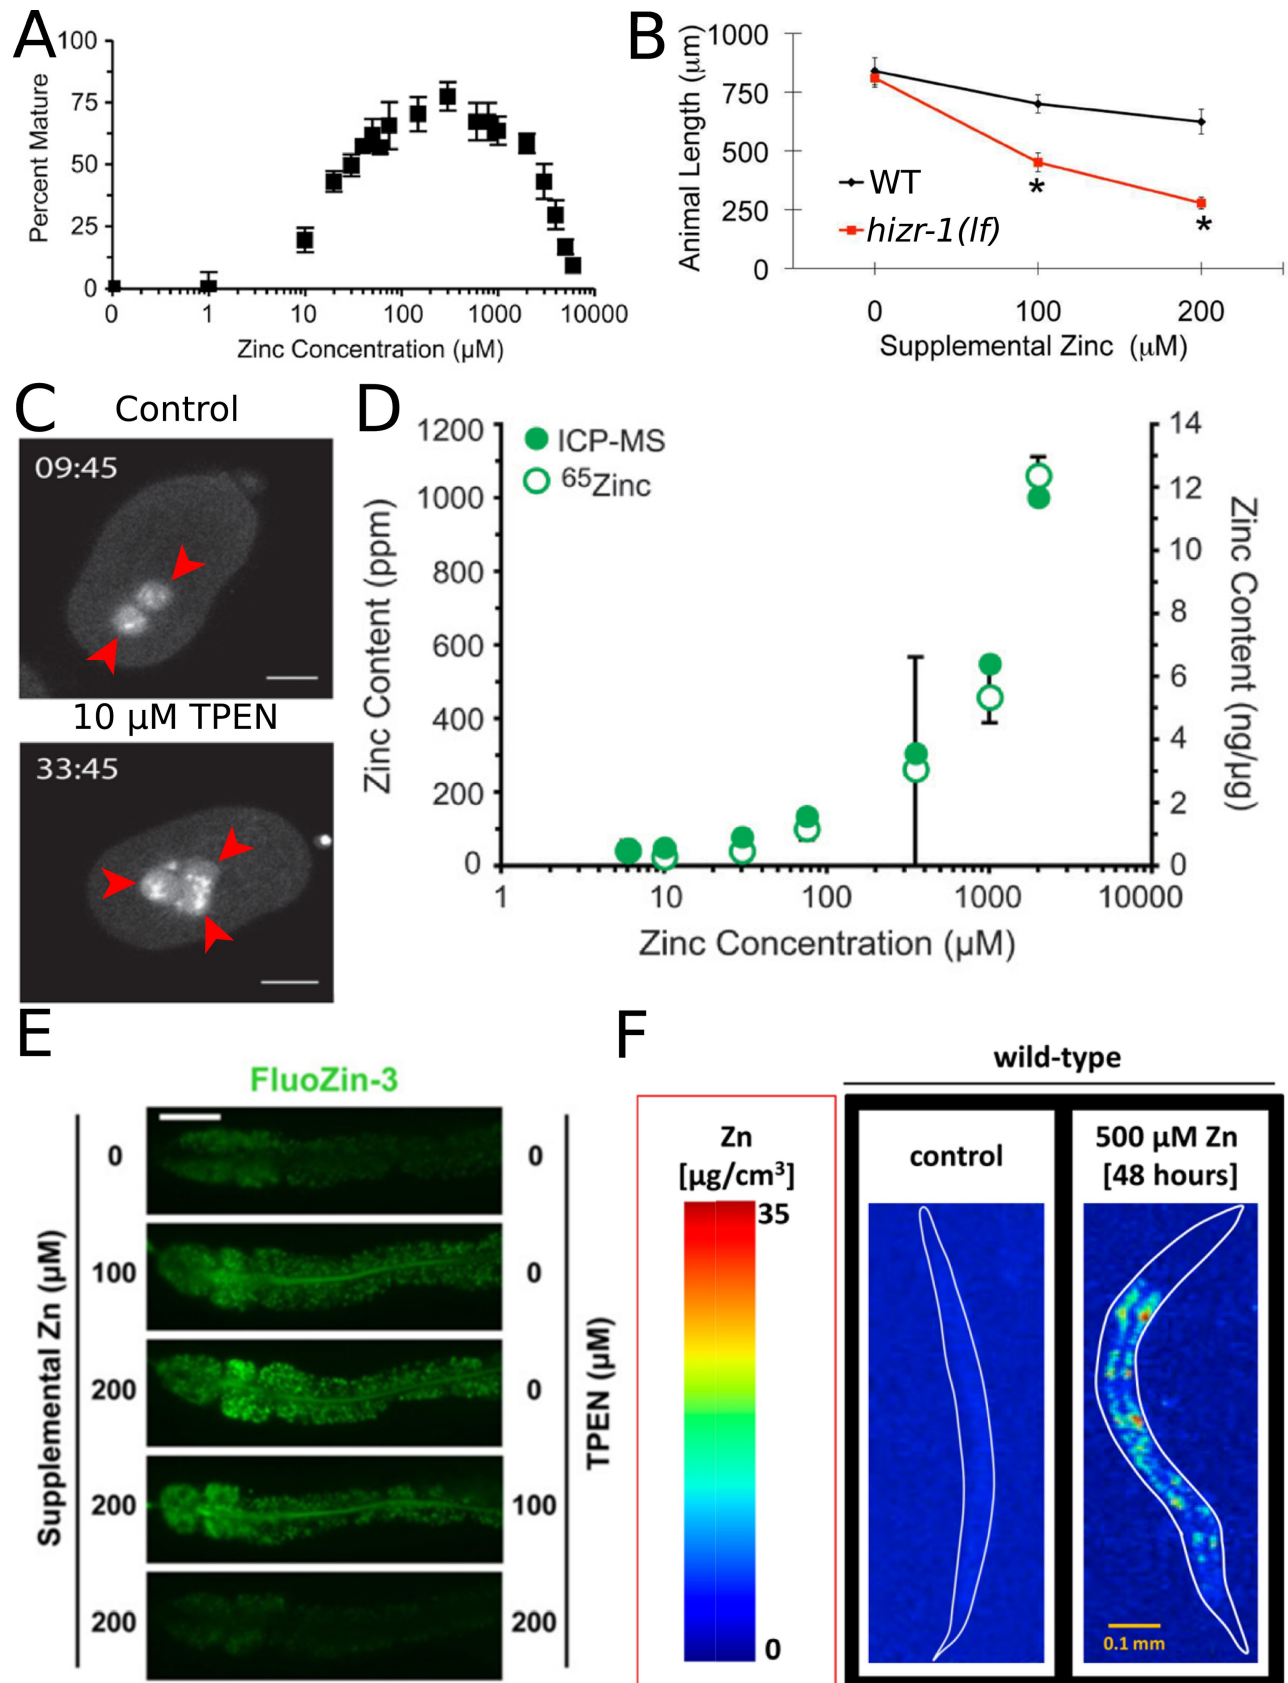 A
100
75
50
25
0
Percent Mature
0 1 10 100 1000 10000
Zinc Concentration (µM)
B
1000
750
500
250
0
Animal Length (µm)
WT
hizr-1(lf)
*
*
0 100 200
Supplemental Zinc (µM)
C
Control
09:45
10 µM TPEN
33:45
D
1200
1000
800
600
400
200
0
Zinc Content (ppm)
ICP-MS
⁶⁵Zinc
14
12
10
8
6
4
2
0
Zinc Content (ng/µg)
1 10 100 1000 10000
Zinc Concentration (µM)
E
FluoZin-3
Supplemental Zn (µM)
0 0
100 0
200 0
200 100
200 200
TPEN (µM)
F
wild-type
Zn
[µg/cm³]
35
0
control
500 µM Zn
[48 hours]
0.1 mm